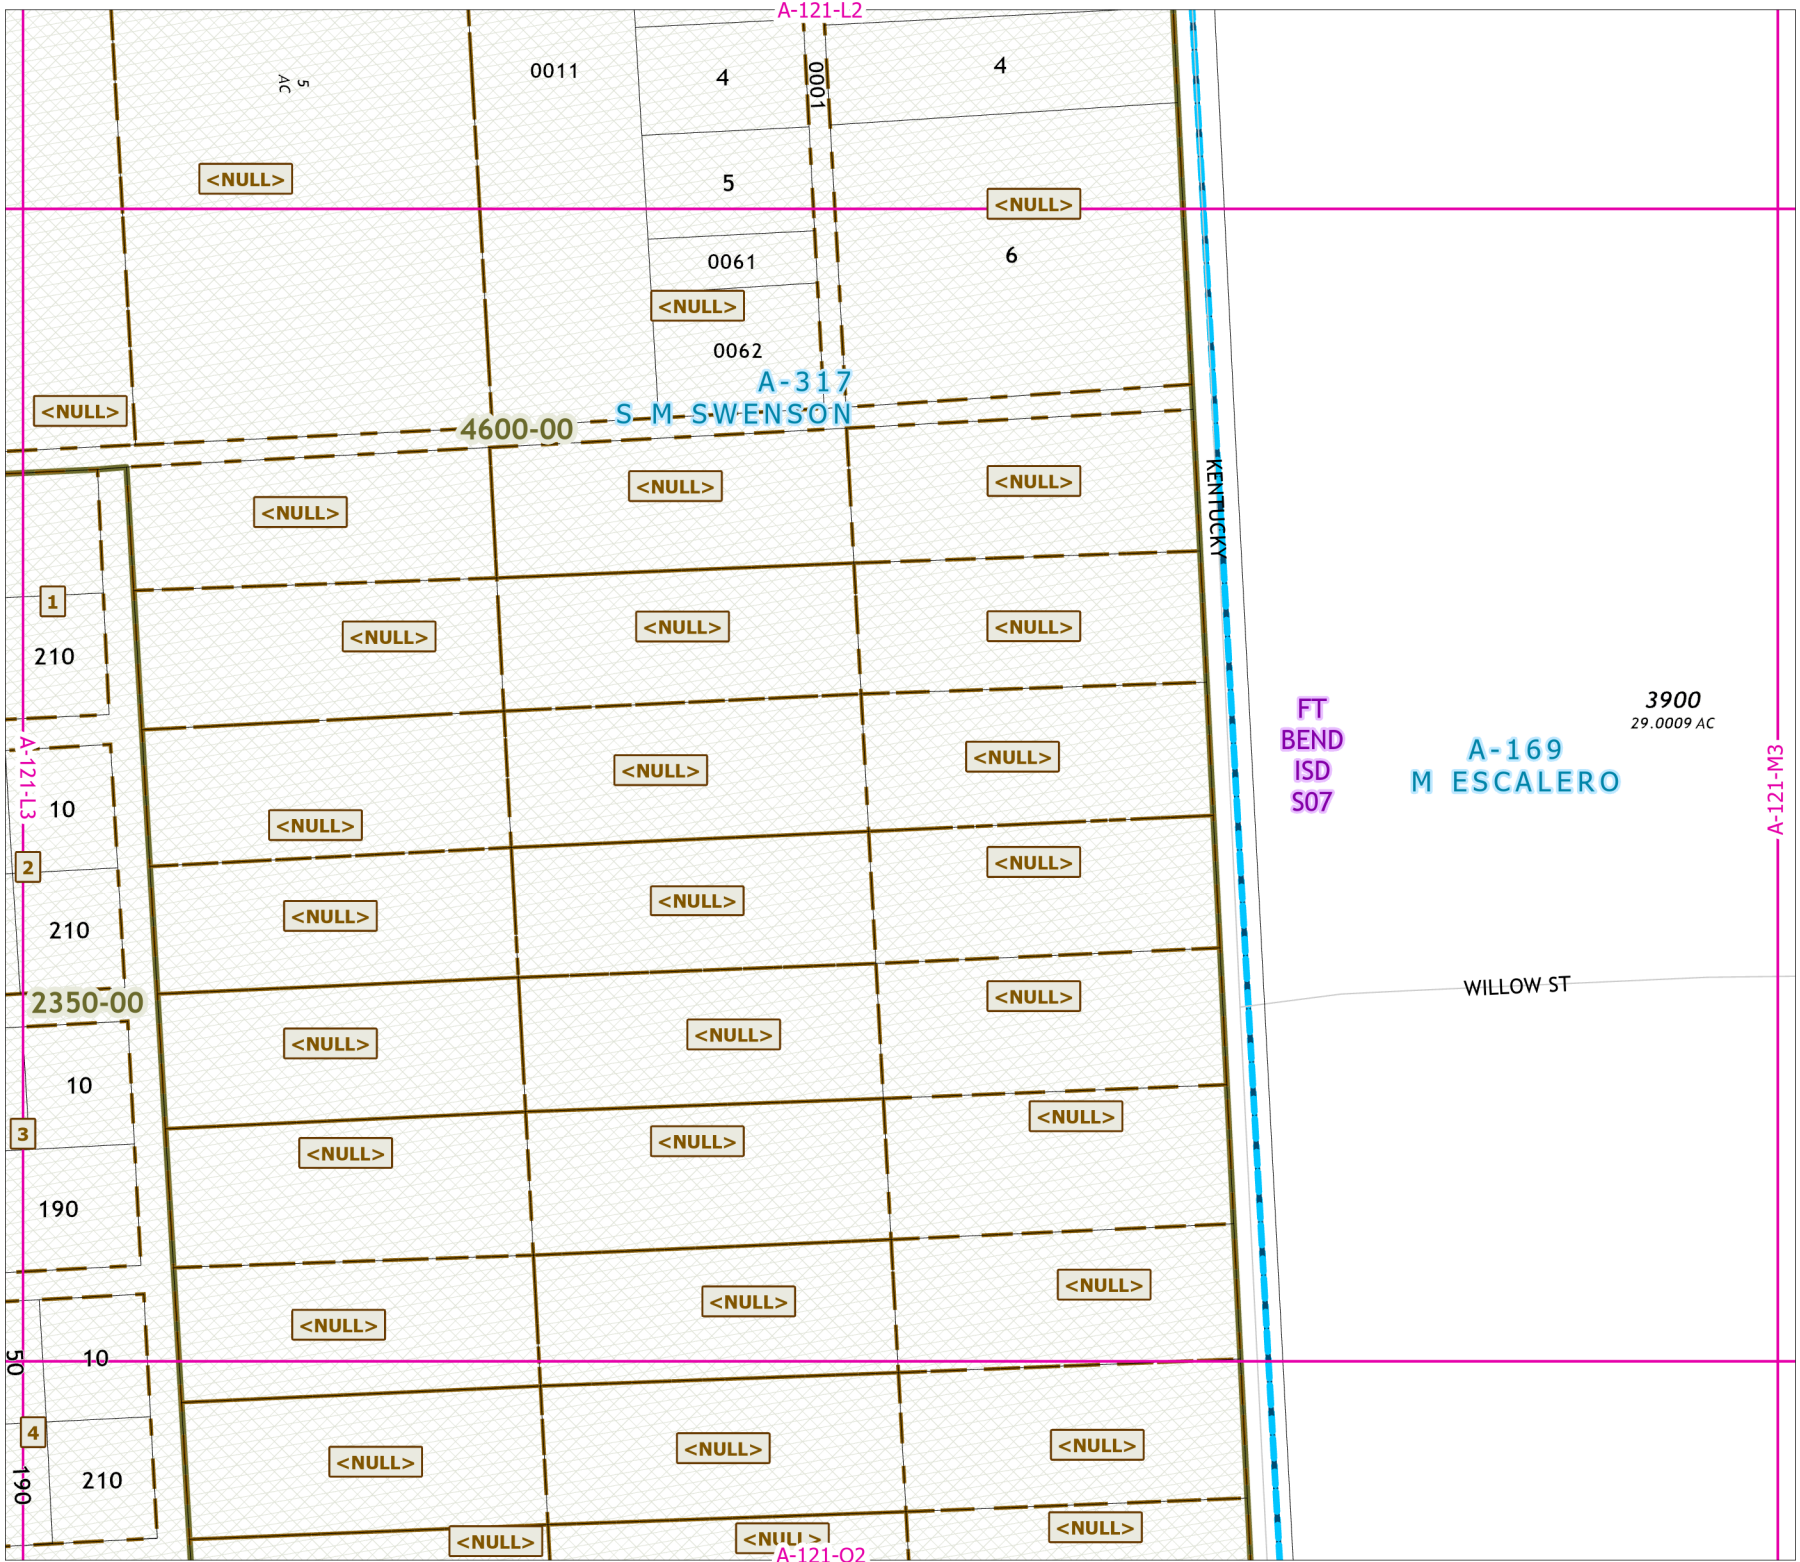 A-121-L2
0011
4
0001
4
5
AC
<NULL>
5
<NULL>
0061
6
<NULL>
0062
A-317
S M SWENSON
<NULL>
4600-00
KENTUCKY
<NULL>
<NULL>
<NULL>
1
210
<NULL>
<NULL>
<NULL>
FT
BEND
ISD
S07
3900
29.0009 AC
A-169
M ESCALERO
A-121-L3
A-121-M3
<NULL>
<NULL>
<NULL>
10
2
<NULL>
<NULL>
<NULL>
210
2350-00
WILLOW ST
<NULL>
<NULL>
<NULL>
10
3
<NULL>
<NULL>
<NULL>
190
<NULL>
<NULL>
<NULL>
50
10
4
<NULL>
<NULL>
<NULL>
190
210
<NULL>
<NULL>
<NULL>
A-121-O2